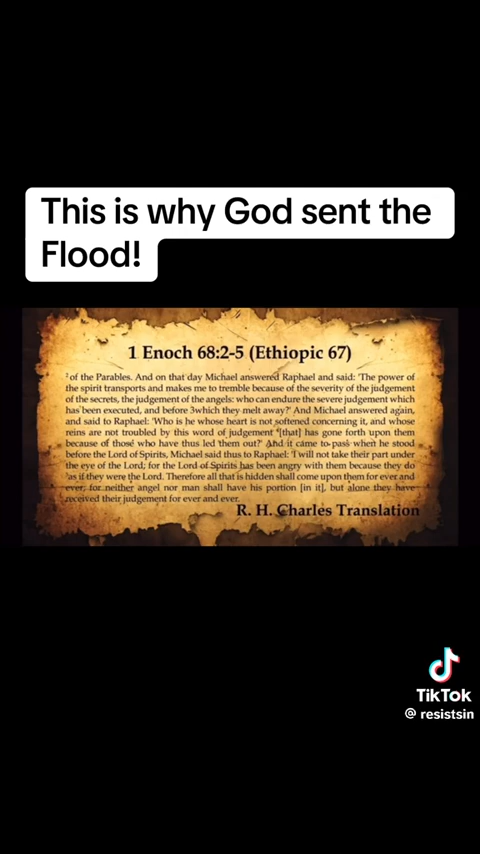 This is why God sent the
Flood!
1 Enoch 68:2-5 (Ethiopic 67)
2 of the Parables. And on that day Michael answered Raphael and said: 'The power of
the spirit transports and makes me to tremble because of the severity of the judgement
of the secrets, the judgement of the angels: who can endure the severe judgement which
has been executed, and before 3which they melt away?' And Michael answered again,
and said to Raphael: 'Who is he whose heart is not softened concerning it, and whose
reins are not troubled by this word of judgement 4[that] has gone forth upon them
because of those who have thus led them out?' And it came to pass when he stood
before the Lord of Spirits, Michael said thus to Raphael: 'I will not take their part under
the eye of the Lord; for the Lord of Spirits has been angry with them because they do
5as if they were the Lord. Therefore all that is hidden shall come upon them for ever and
ever; for neither angel nor man shall have his portion [in it], but alone they have
received their judgement for ever and ever.
R. H. Charles Translation
TikTok
@ resistsin